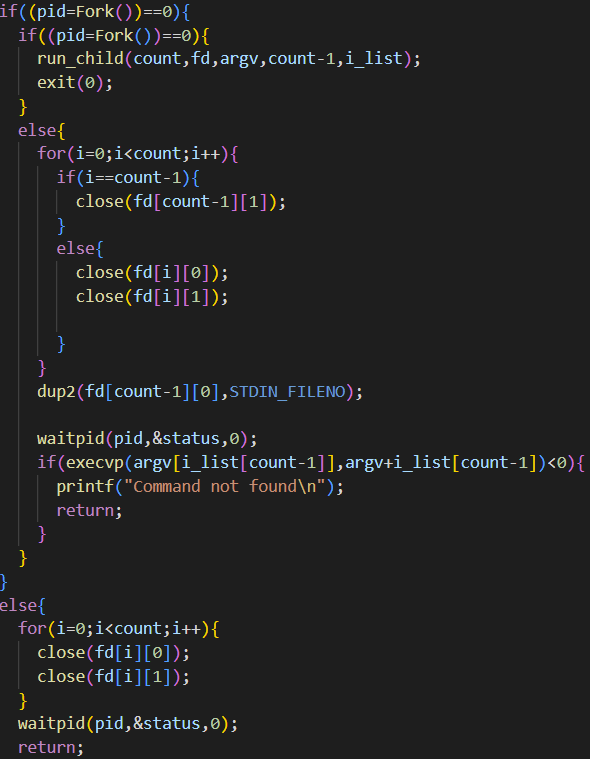 if((pid=Fork())==0){
if((pid=Fork())==0){
run_child(count,fd,argv,count-1,i_list);
exit(0);
}
else{
for(i=0;i<count;i++){
if(i==count-1){
close(fd[count-1][1]);
}
else{
close(fd[i][0]);
close(fd[i][1]);
}
}
dup2(fd[count-1][0],STDIN_FILENO);
waitpid(pid,&status,0);
if(execvp(argv[i_list[count-1]],argv+i_list[count-1])<0){
printf("Command not found\n");
return;
}
}
}
else{
for(i=0;i<count;i++){
close(fd[i][0]);
close(fd[i][1]);
}
waitpid(pid,&status,0);
return;